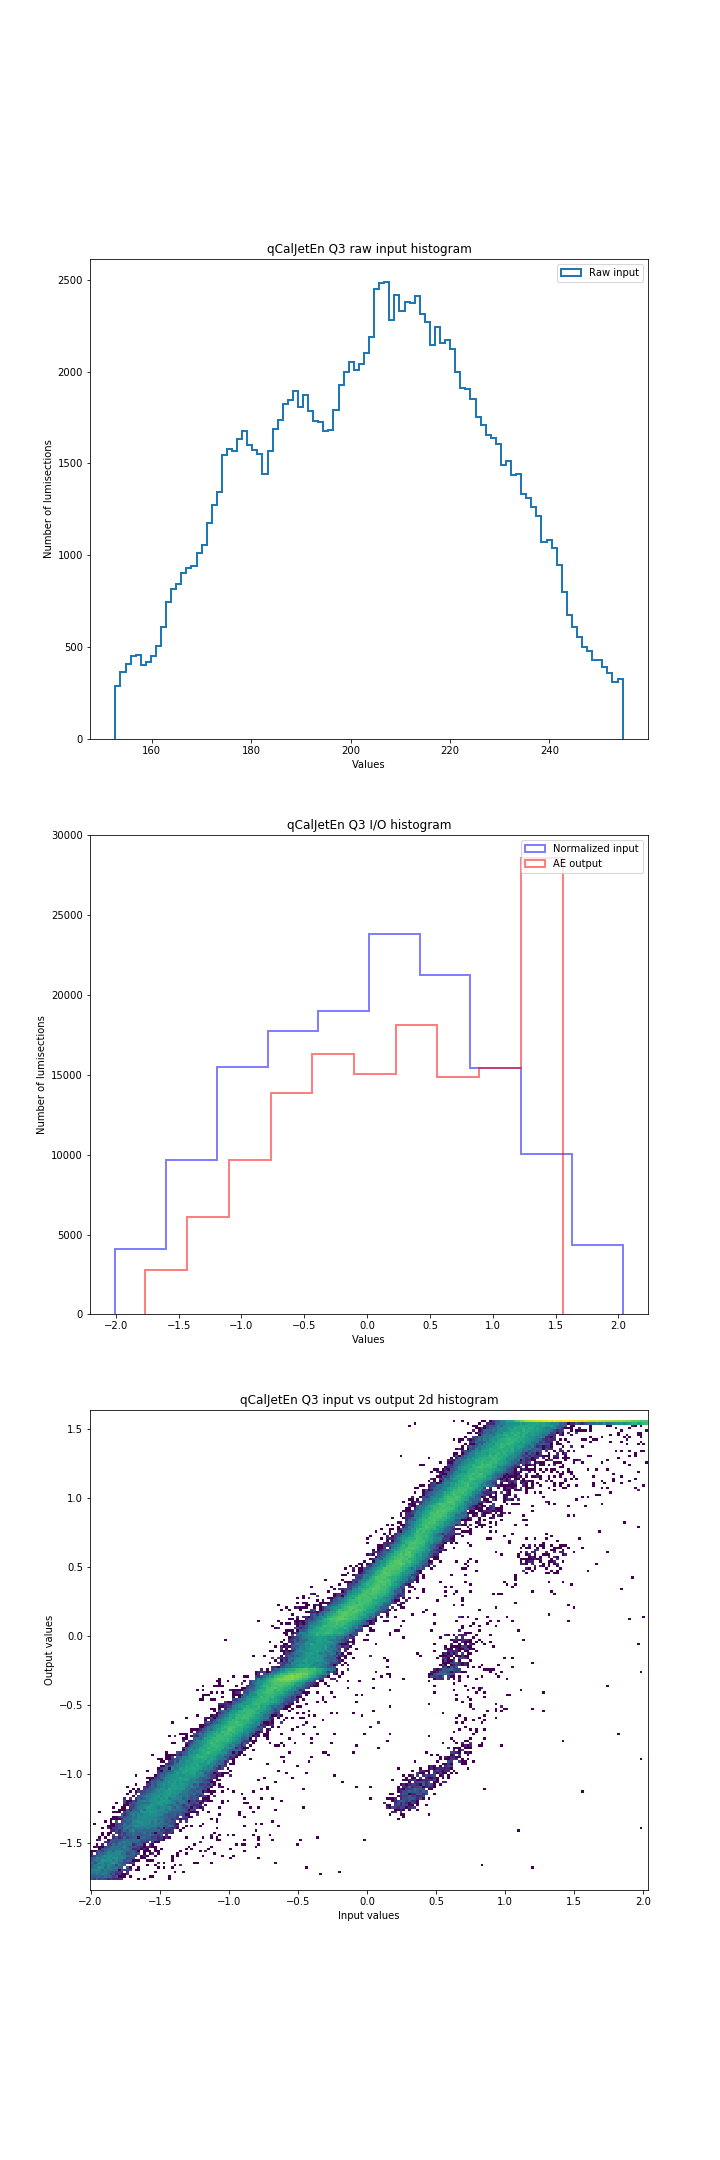 qCalJetEn Q3 raw input histogram
Raw input
2500
2000
1500
1000
500
0
Number of lumisections
160 180 200 220 240
Values
qCalJetEn Q3 I/O histogram
Normalized input
AE output
30000
25000
20000
15000
10000
5000
0
Number of lumisections
−2.0 −1.5 −1.0 −0.5 0.0 0.5 1.0 1.5 2.0
Values
qCalJetEn Q3 input vs output 2d histogram
1.5
1.0
0.5
0.0
−0.5
−1.0
−1.5
Output values
−2.0 −1.5 −1.0 −0.5 0.0 0.5 1.0 1.5 2.0
Input values